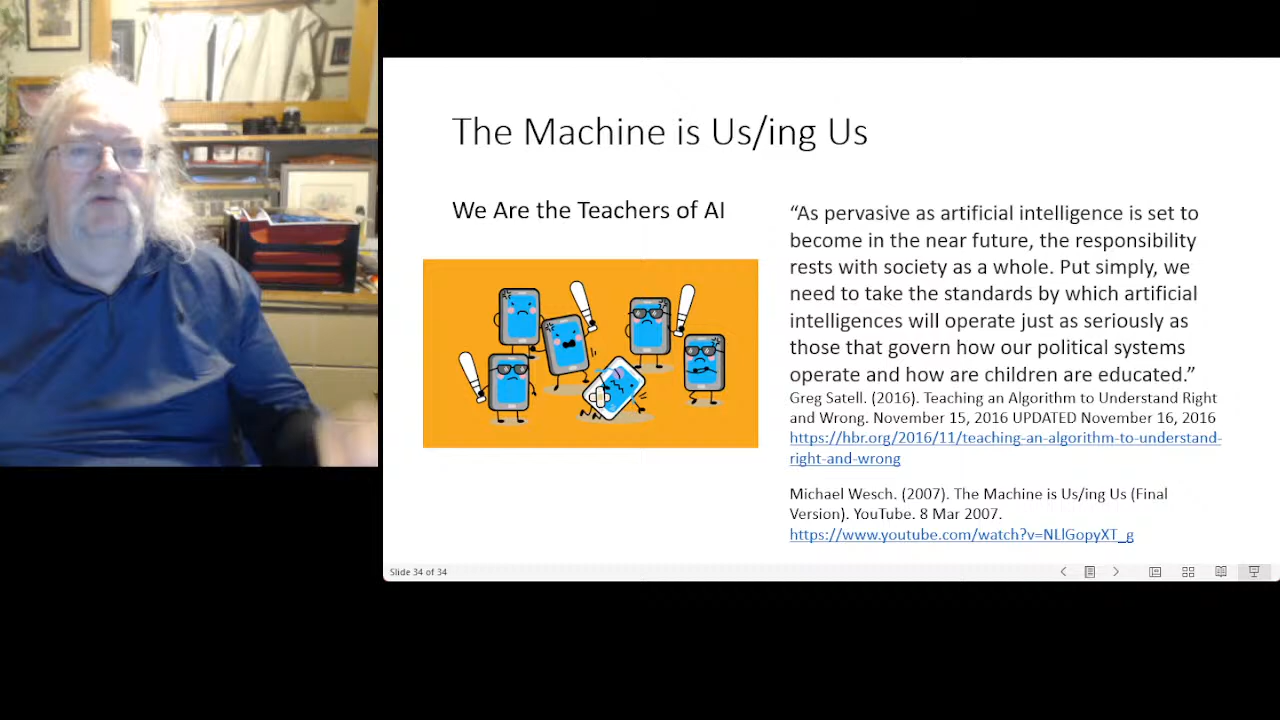 The Machine is Us/ing Us
We Are the Teachers of AI
“As pervasive as artificial intelligence is set to
become in the near future, the responsibility
rests with society as a whole. Put simply, we
need to take the standards by which artificial
intelligences will operate just as seriously as
those that govern how our political systems
operate and how are children are educated.”
Greg Satell. (2016). Teaching an Algorithm to Understand Right
and Wrong. November 15, 2016 UPDATED November 16, 2016
https://hbr.org/2016/11/teaching-an-algorithm-to-understand-
right-and-wrong
Michael Wesch. (2007). The Machine is Us/ing Us (Final
Version). YouTube. 8 Mar 2007.
https://www.youtube.com/watch?v=NLlGopyXT_g
Slide 34 of 34